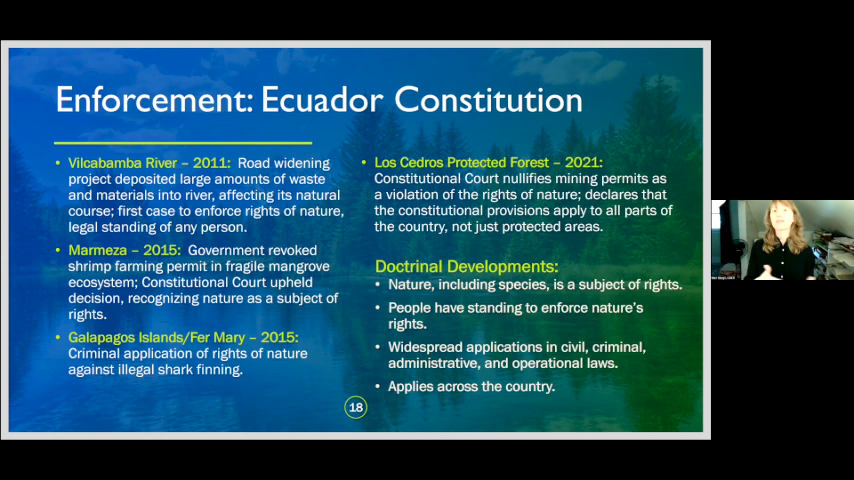 Enforcement: Ecuador Constitution
• Vilcabamba River – 2011: Road widening
project deposited large amounts of waste
and materials into river, affecting its natural
course; first case to enforce rights of nature,
legal standing of any person.
• Marmeza – 2015: Government revoked
shrimp farming permit in fragile mangrove
ecosystem; Constitutional Court upheld
decision, recognizing nature as a subject of
rights.
• Galapagos Islands/Fer Mary – 2015:
Criminal application of rights of nature
against illegal shark finning.
• Los Cedros Protected Forest – 2021:
Constitutional Court nullifies mining permits as
a violation of the rights of nature; declares that
the constitutional provisions apply to all parts of
the country, not just protected areas.
Doctrinal Developments:
• Nature, including species, is a subject of rights.
• People have standing to enforce nature's
rights.
• Widespread applications in civil, criminal,
administrative, and operational laws.
• Applies across the country.
18